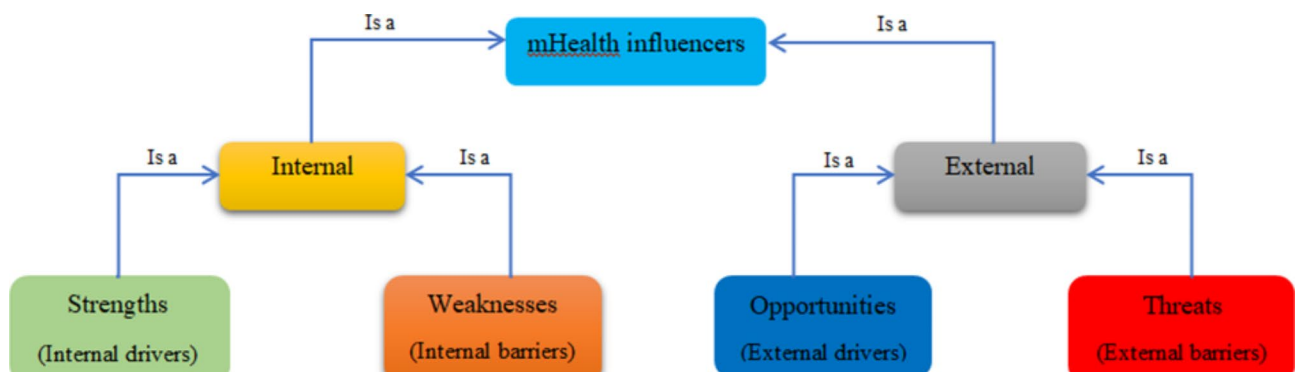 Is a
mHealth influencers
Is a
Is a
Internal
Is a
Is a
External
Is a
Strengths
(Internal drivers)
Weaknesses
(Internal barriers)
Opportunities
(External drivers)
Threats
(External barriers)